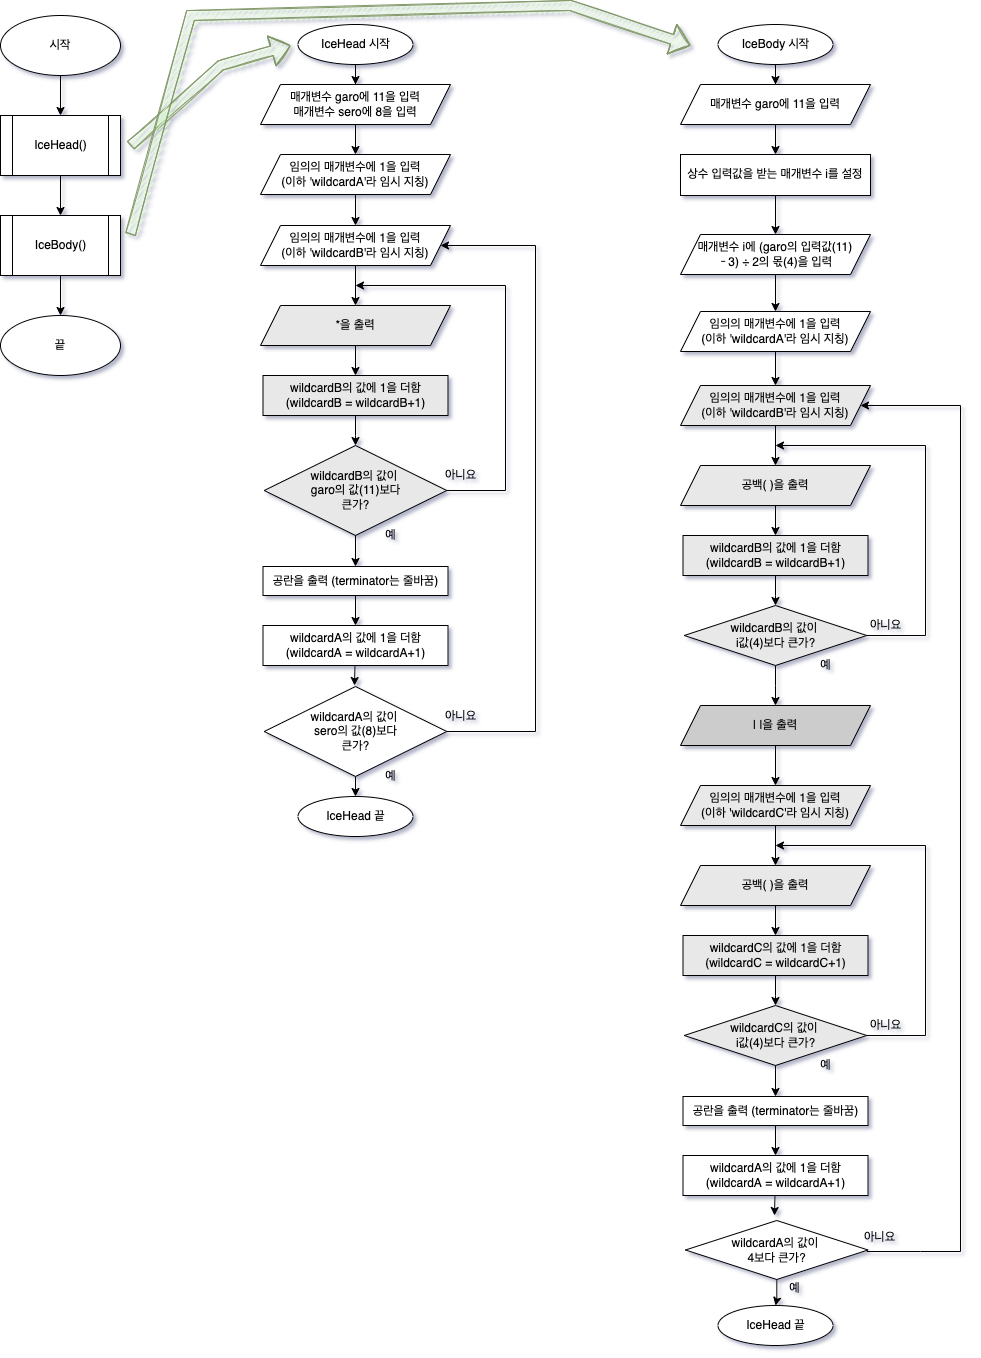 시작
IceHead()
IceBody()
끝
IceHead 시작
매개변수 garo에 11을 입력
매개변수 sero에 8을 입력
임의의 매개변수에 1을 입력
(이하 'wildcardA'라 임시 지칭)
임의의 매개변수에 1을 입력
(이하 'wildcardB'라 임시 지칭)
*을 출력
wildcardB의 값에 1을 더함
(wildcardB = wildcardB+1)
wildcardB의 값이
garo의 값(11)보다
큰가?
아니요
예
공란을 출력 (terminator는 줄바꿈)
wildcardA의 값에 1을 더함
(wildcardA = wildcardA+1)
wildcardA의 값이
sero의 값(8)보다
큰가?
아니요
예
IceHead 끝
IceBody 시작
매개변수 garo에 11을 입력
상수 입력값을 받는 매개변수 i를 설정
매개변수 i에 (garo의 입력값(11)
- 3) ÷ 2의 몫(4)을 입력
임의의 매개변수에 1을 입력
(이하 'wildcardA'라 임시 지칭)
임의의 매개변수에 1을 입력
(이하 'wildcardB'라 임시 지칭)
공백( )을 출력
wildcardB의 값에 1을 더함
(wildcardB = wildcardB+1)
wildcardB의 값이
i값(4)보다 큰가?
아니요
예
| |을 출력
임의의 매개변수에 1을 입력
(이하 'wildcardC'라 임시 지칭)
공백( )을 출력
wildcardC의 값에 1을 더함
(wildcardC = wildcardC+1)
wildcardC의 값이
i값(4)보다 큰가?
아니요
예
공란을 출력 (terminator는 줄바꿈)
wildcardA의 값에 1을 더함
(wildcardA = wildcardA+1)
wildcardA의 값이
4보다 큰가?
아니요
예
IceHead 끝